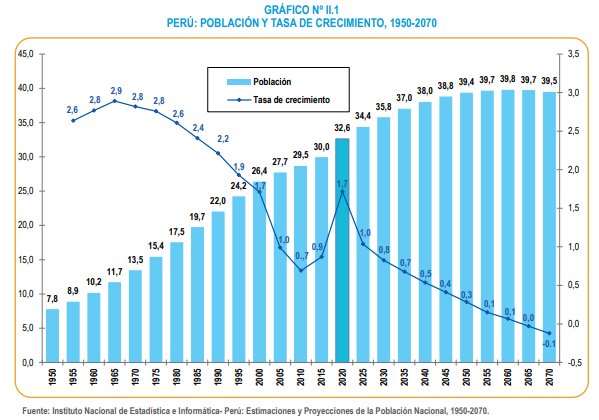 GRÁFICO Nº II.1
PERÚ: POBLACIÓN Y TASA DE CRECIMIENTO, 1950-2070
45,0
40,0
35,0
30,0
25,0
20,0
15,0
10,0
5,0
0,0
3,5
3,0
2,5
2,0
1,5
1,0
0,5
0,0
-0,5
Población
Tasa de crecimiento
7,8 8,9 10,2 11,7 13,5 15,4 17,5 19,7 22,0 24,2 26,4 27,7 29,5 30,0 32,6 34,4 35,8 37,0 38,0 38,8 39,4 39,7 39,8 39,7 39,5
2,6 2,8 2,9 2,8 2,8 2,6 2,4 2,2 1,9 1,7 1,0 0,7 0,9 1,7 1,0 0,8 0,7 0,5 0,4 0,3 0,1 0,1 0,0 -0.1
1950 1955 1960 1965 1970 1975 1980 1985 1990 1995 2000 2005 2010 2015 2020 2025 2030 2035 2040 2045 2050 2055 2060 2065 2070
Fuente: Instituto Nacional de Estadística e Informática- Perú: Estimaciones y Proyecciones de la Población Nacional, 1950-2070.